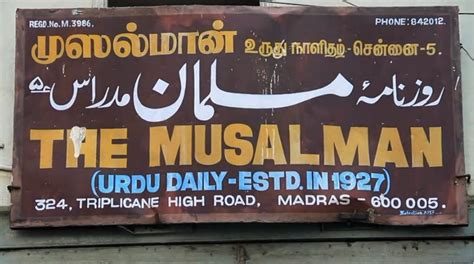 REGD.No.M.3986. PHONE: 842012.
முஸல்மான் உருது நாளிதழ்-சென்னை-5.
روزنامہ مسلمان مدراس ۵
THE MUSALMAN
(URDU DAILY-ESTD. IN 1927)
324, TRIPLICANE HIGH ROAD, MADRAS - 600 005.